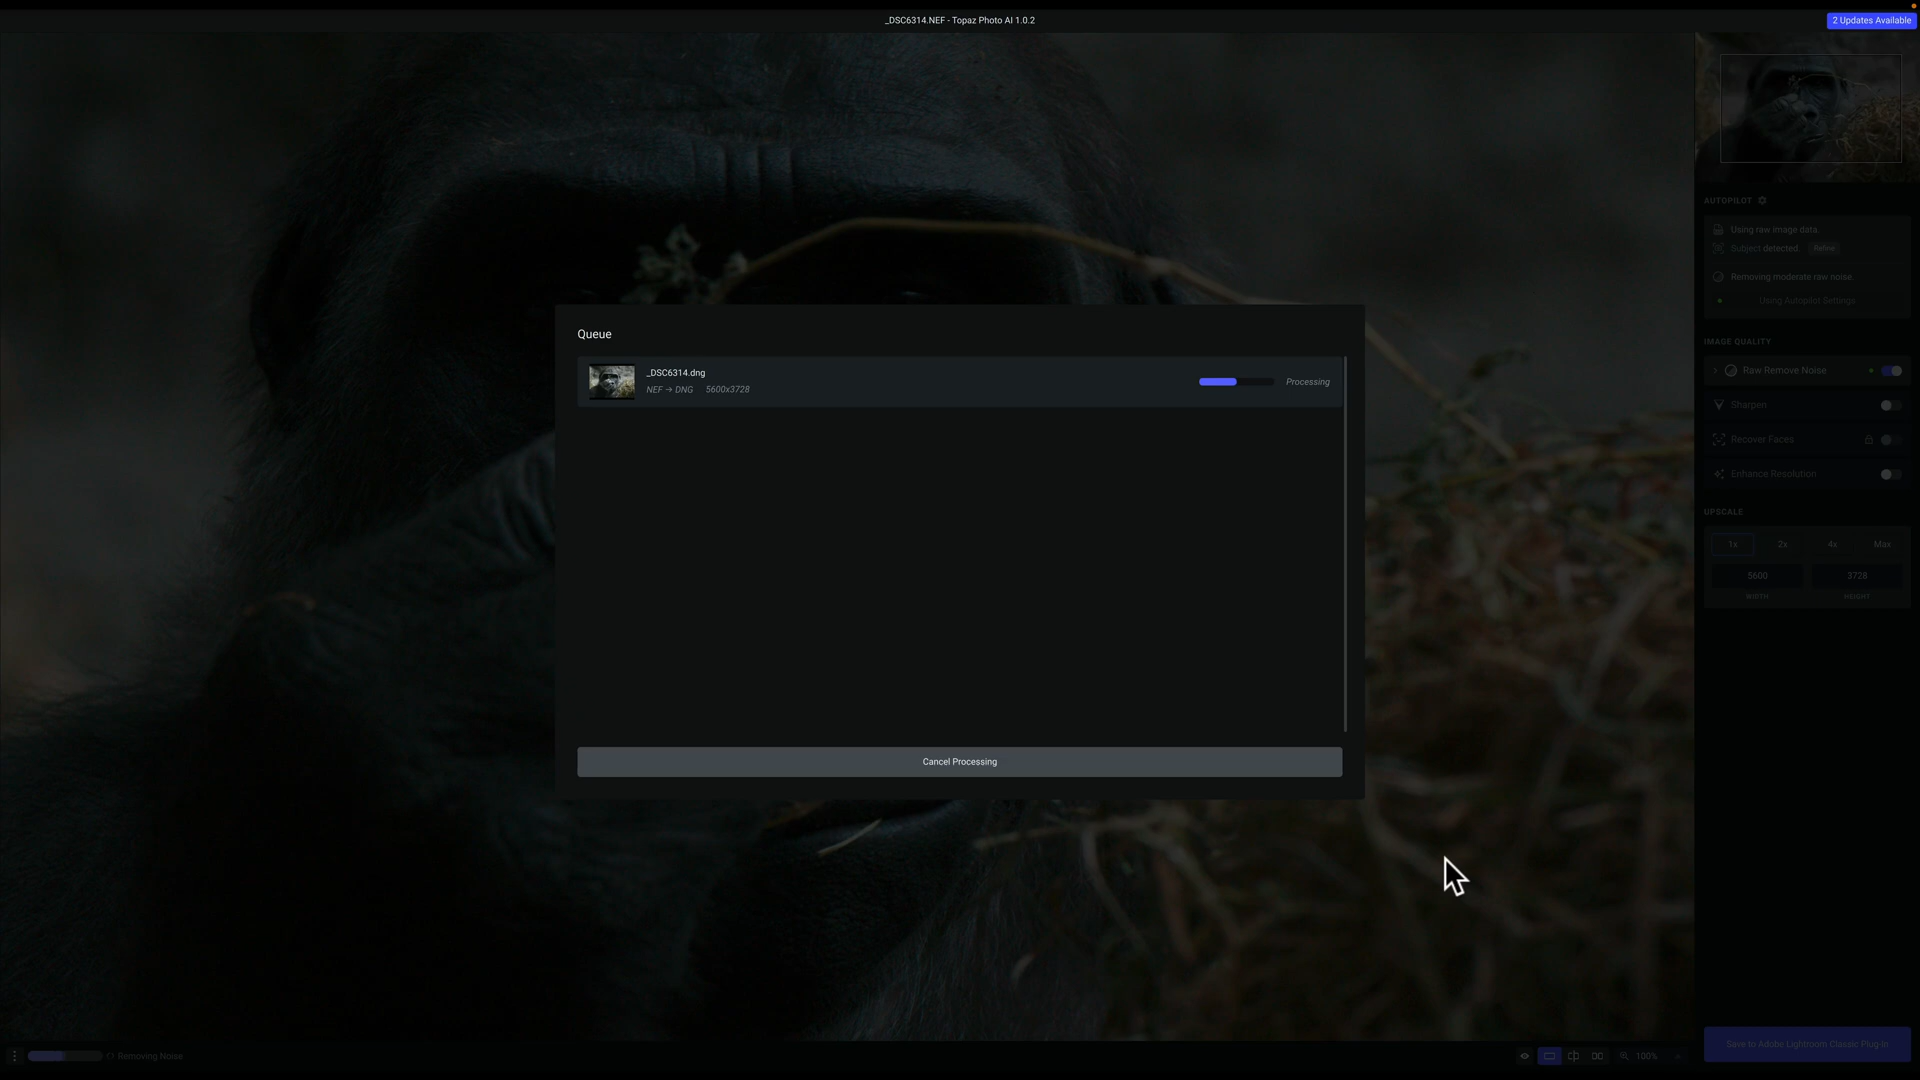 _DSC6314.NEF - Topaz Photo AI 1.0.2
2 Updates Available
AUTOPILOT
Using raw image data.
Subject detected. Refine
Removing moderate raw noise.
Using Autopilot Settings
IMAGE QUALITY
Raw Remove Noise
Sharpen
Recover Faces
Enhance Resolution
UPSCALE
1x 2x 4x Max
5600 3728
WIDTH HEIGHT
Queue
_DSC6314.dng
NEF → DNG 5600x3728
Processing
Cancel Processing
Removing Noise
100%
Save to Adobe Lightroom Classic Plug-in